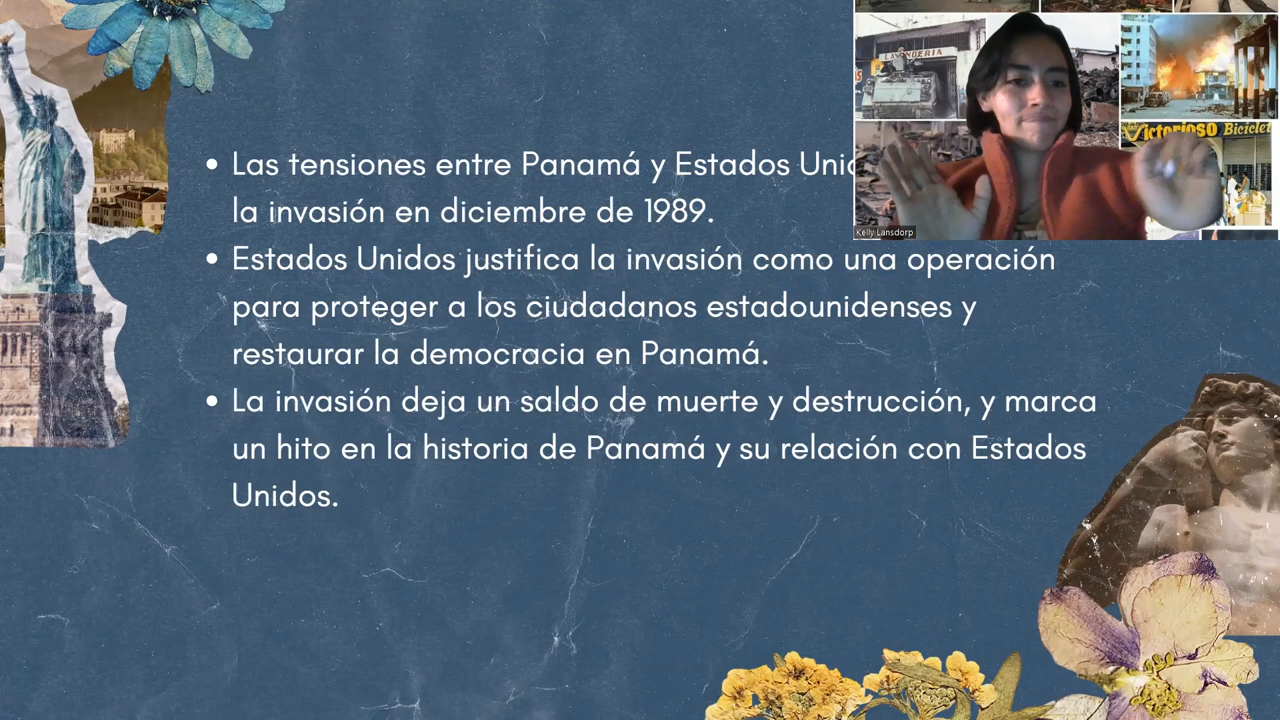 Las tensiones entre Panamá y Estados
la invasión en diciembre de 1989.
Estados Unidos justifica la invasión como una operación
para proteger a los ciudadanos estadounidenses y
restaurar la democracia en Panamá.
La invasión deja un saldo de muerte y destrucción, y marca
un hito en la historia de Panamá y su relación con Estados
Unidos.
Victorioso Biciclet
Kelly Lansdorp